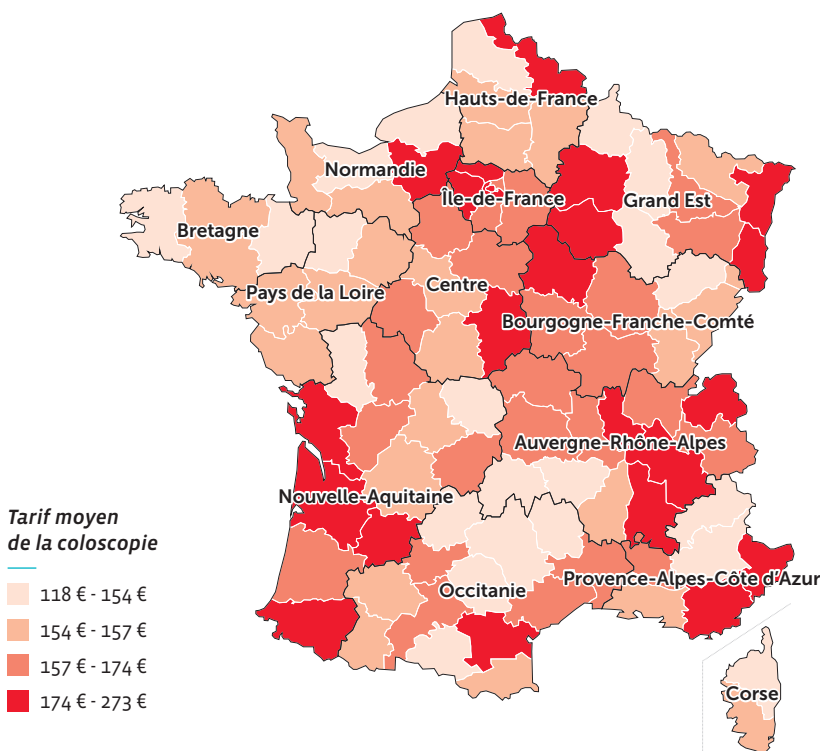 Hauts-de-France
Normandie
Île-de-France
Grand Est
Bretagne
Pays de la Loire
Centre
Bourgogne-Franche-Comté
Auvergne-Rhône-Alpes
Nouvelle-Aquitaine
Occitanie
Provence-Alpes-Côte d'Azur
Corse
Tarif moyen
de la coloscopie
118 € - 154 €
154 € - 157 €
157 € - 174 €
174 € - 273 €